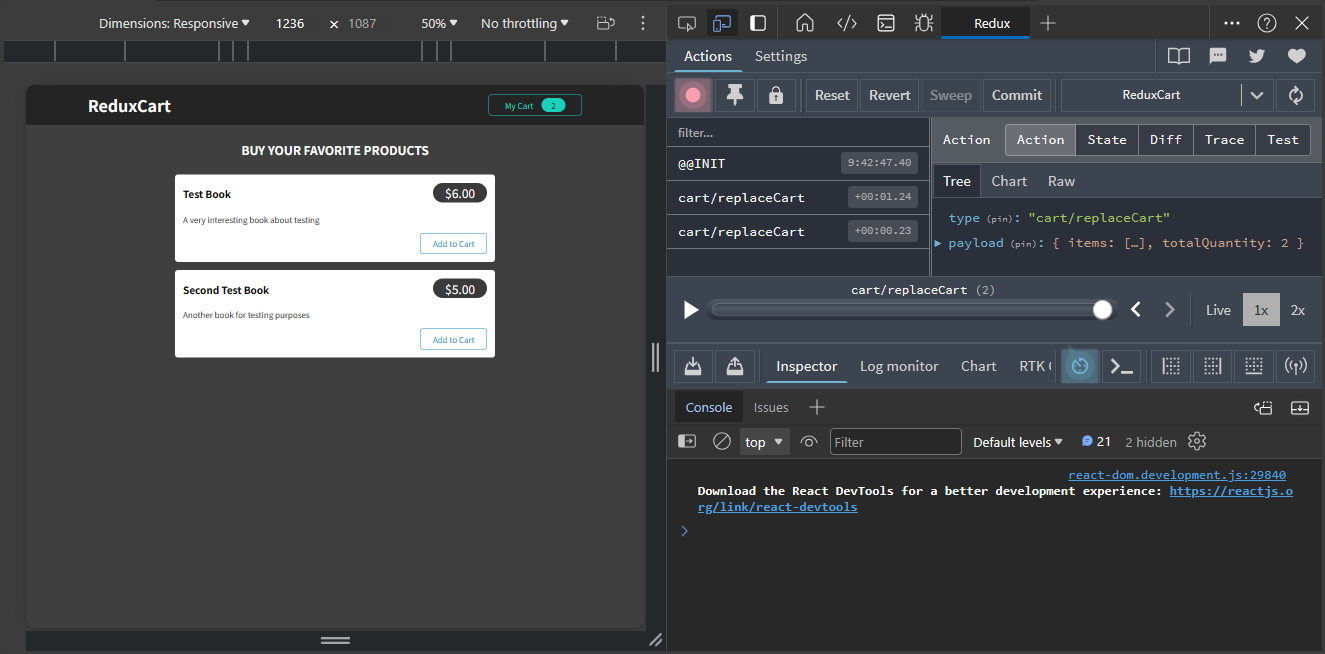 Dimensions: Responsive 1236 × 1087 50% No throttling
ReduxCart
My Cart 2
BUY YOUR FAVORITE PRODUCTS
Test Book $6.00
A very interesting book about testing
Add to Cart
Second Test Book $5.00
Another book for testing purposes
Add to Cart
Redux
Actions Settings
Reset Revert Sweep Commit ReduxCart
filter...
@@INIT 9:42:47.40
cart/replaceCart +00:01.24
cart/replaceCart +00:00.23
Action Action State Diff Trace Test
Tree Chart Raw
type (pin): "cart/replaceCart"
payload (pin): { items: […], totalQuantity: 2 }
cart/replaceCart (2)
Live 1x 2x
Inspector Log monitor Chart RTK
Console Issues
top Filter Default levels 21 2 hidden
react-dom.development.js:29840
Download the React DevTools for a better development experience: https://reactjs.o
rg/link/react-devtools